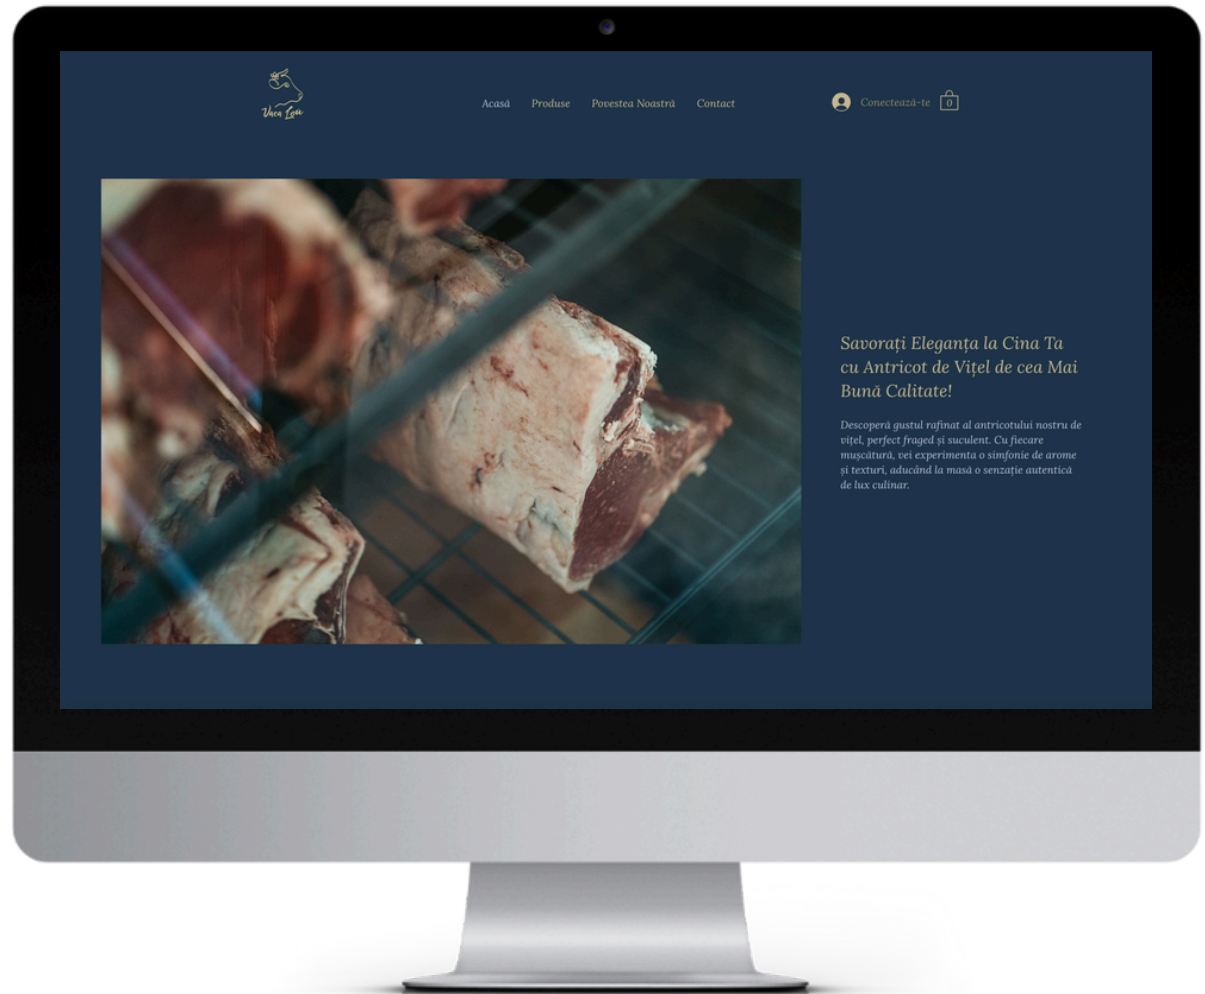 Vaca Lou
Acasă Produse Povestea Noastră Contact
Conectează-te 0
Savorați Eleganța la Cina Ta
cu Antricot de Vițel de cea Mai
Bună Calitate!
Descoperă gustul rafinat al antricotului nostru de
vițel, perfect fraged și suculent. Cu fiecare
mușcătură, vei experimenta o simfonie de arome
și texturi, aducând la masă o senzație autentică
de lux culinar.